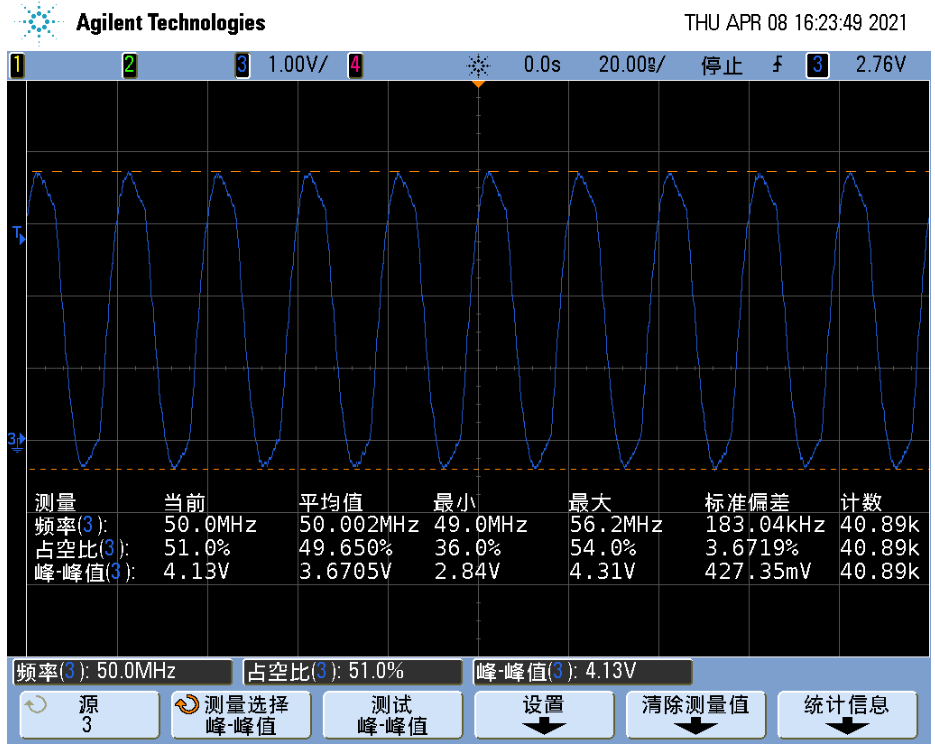 Agilent Technologies THU APR 08 16:23:49 2021
1 2 3 1.00V/ 4 0.0s 20.00s/ 停止 3 2.76V
T
3
测量 当前 平均值 最小 最大 标准偏差 计数
频率(3): 50.0MHz 50.002MHz 49.0MHz 56.2MHz 183.04kHz 40.89k
占空比(3): 51.0% 49.650% 36.0% 54.0% 3.6719% 40.89k
峰-峰值(3): 4.13V 3.6705V 2.84V 4.31V 427.35mV 40.89k
频率(3): 50.0MHz 占空比(3): 51.0% 峰-峰值(3): 4.13V
源 测量选择 测试 设置 清除测量值 统计信息
3 峰-峰值 峰-峰值